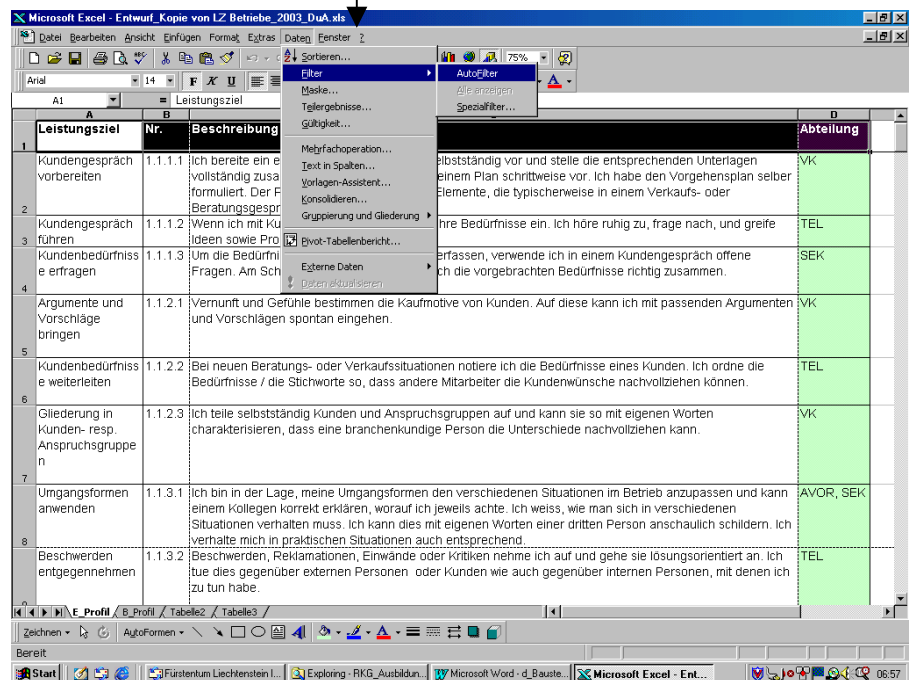 Microsoft Excel - Entwurf_Kopie von LZ Betriebe_2003_DuA.xls
Datei Bearbeiten Ansicht Einfügen Format Extras Daten Fenster ?
75%
Arial 14 F K U
A1 = Leistungsziel
Sortieren...
Filter
Maske...
Teilergebnisse...
Gültigkeit...
Mehrfachoperation...
Text in Spalten...
Vorlagen-Assistent...
Konsolidieren...
Gruppierung und Gliederung
Pivot-Tabellenbericht...
Externe Daten
Daten aktualisieren
AutoFilter
Alle anzeigen
Spezialfilter...
A B D
1 Leistungsziel Nr. Beschreibung Abteilung
Kundengespräch 1.1.1.1 Ich bereite ein e elbstständig vor und stelle die entsprechenden Unterlagen VK
vorbereiten vollständig zusa einem Plan schrittweise vor. Ich habe den Vorgehensplan selber
formuliert. Der F Elemente, die typischerweise in einem Verkaufs- oder
2 Beratungsgespr
Kundengespräch 1.1.1.2 Wenn ich mit Ku hre Bedürfnisse ein. Ich höre ruhig zu, frage nach, und greife TEL
3 führen Ideen sowie Pro
Kundenbedürfniss 1.1.1.3 Um die Bedürfni erfassen, verwende ich in einem Kundengespräch offene SEK
e erfragen Fragen. Am Sch ch die vorgebrachten Bedürfnisse richtig zusammen.
4
Argumente und 1.1.2.1 Vernunft und Gefühle bestimmen die Kaufmotive von Kunden. Auf diese kann ich mit passenden Argumenten VK
Vorschläge und Vorschlägen spontan eingehen.
bringen
5
Kundenbedürfniss 1.1.2.2 Bei neuen Beratungs- oder Verkaufssituationen notiere ich die Bedürfnisse eines Kunden. Ich ordne die TEL
e weiterleiten Bedürfnisse / die Stichworte so, dass andere Mitarbeiter die Kundenwünsche nachvollziehen können.
6
Gliederung in 1.1.2.3 Ich teile selbstständig Kunden und Anspruchsgruppen auf und kann sie so mit eigenen Worten VK
Kunden- resp. charakterisieren, dass eine branchenkundige Person die Unterschiede nachvollziehen kann.
Anspruchsgruppe
n
7
Umgangsformen 1.1.3.1 Ich bin in der Lage, meine Umgangsformen den verschiedenen Situationen im Betrieb anzupassen und kann AVOR, SEK
anwenden einem Kollegen korrekt erklären, worauf ich jeweils achte. Ich weiss, wie man sich in verschiedenen
Situationen verhalten muss. Ich kann dies mit eigenen Worten einer dritten Person anschaulich schildern. Ich
8 verhalte mich in praktischen Situationen auch entsprechend.
Beschwerden 1.1.3.2 Beschwerden, Reklamationen, Einwände oder Kritiken nehme ich auf und gehe sie lösungsorientiert an. Ich TEL
entgegennehmen tue dies gegenüber externen Personen oder Kunden wie auch gegenüber internen Personen, mit denen ich
zu tun habe.
E_Profil B_Profil Tabelle2 Tabelle3
Zeichnen AutoFormen
Bereit
Start Fürstentum Liechtenstein I... Exploring - RKG_Ausbildun... Microsoft Word - d_Bauste... Microsoft Excel - Ent... 06:57